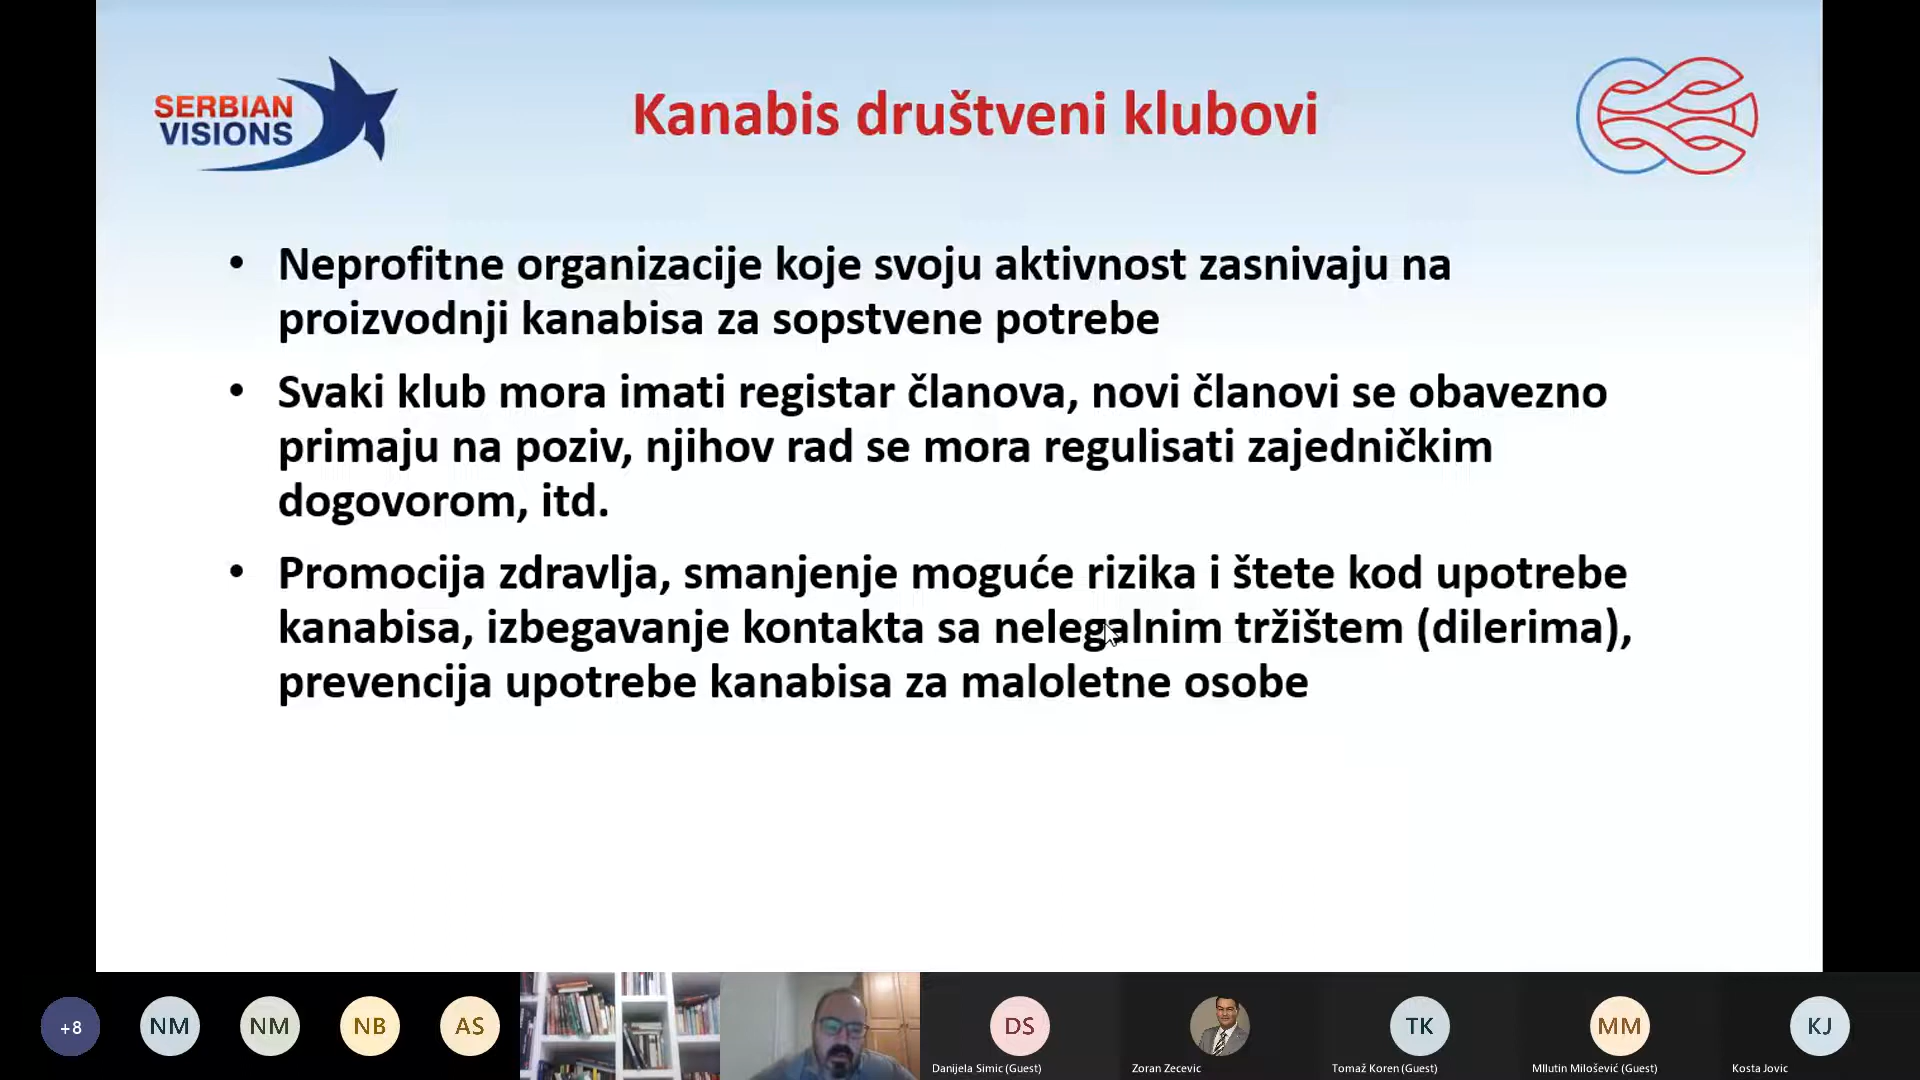 SERBIAN
VISIONS
Kanabis društveni klubovi
• Neprofitne organizacije koje svoju aktivnost zasnivaju na
proizvodnji kanabisa za sopstvene potrebe
• Svaki klub mora imati registar članova, novi članovi se obavezno
primaju na poziv, njihov rad se mora regulisati zajedničkim
dogovorom, itd.
• Promocija zdravlja, smanjenje moguće rizika i štete kod upotrebe
kanabisa, izbegavanje kontakta sa nelegalnim tržištem (dilerima),
prevencija upotrebe kanabisa za maloletne osobe
+8
NM
NM
NB
AS
DS
TK
MM
KJ
Danijela Simic (Guest)
Zoran Zecevic
Tomaž Koren (Guest)
MIlutin Milošević (Guest)
Kosta Jovic